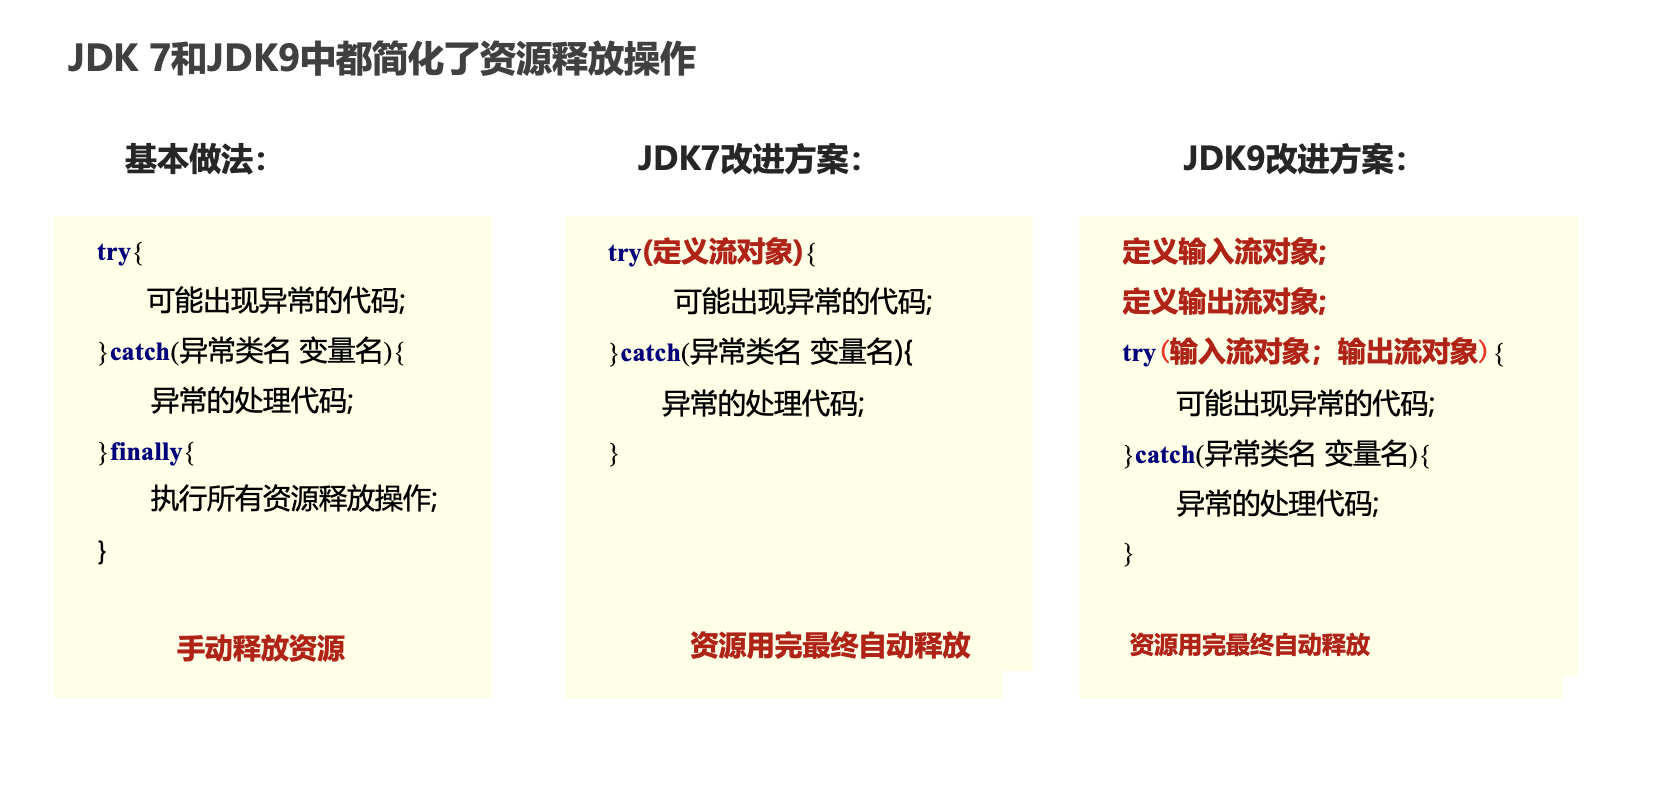 JDK 7和JDK9中都简化了资源释放操作
基本做法：
try{
可能出现异常的代码;
}catch(异常类名 变量名){
异常的处理代码;
}finally{
执行所有资源释放操作;
}
手动释放资源
JDK7改进方案：
try(定义流对象){
可能出现异常的代码;
}catch(异常类名 变量名){
异常的处理代码;
}
资源用完最终自动释放
JDK9改进方案：
定义输入流对象;
定义输出流对象;
try（输入流对象；输出流对象）{
可能出现异常的代码;
}catch(异常类名 变量名){
异常的处理代码;
}
资源用完最终自动释放